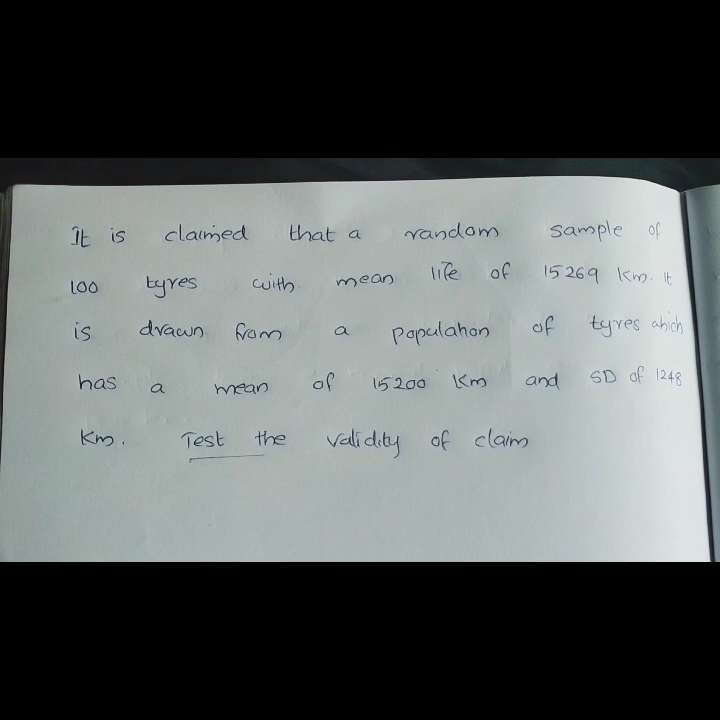 It is claimed that a random sample of
100 tyres with mean life of 15269 Km. It
is drawn from a population of tyres which
has a mean of 15200 Km and SD of 1248
Km. Test the validity of claim